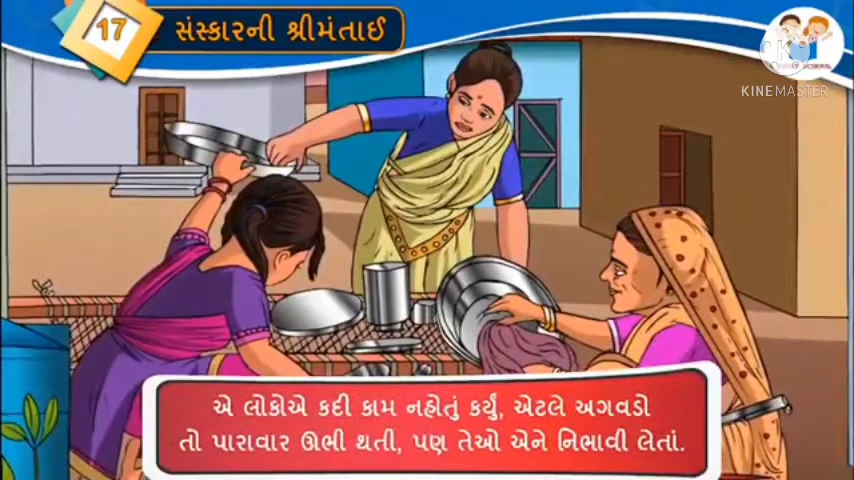 17 સંસ્કારની શ્રીમંતાઈ
KINEMASTER
એ લોકોએ કદી કામ નહોતું કર્યું, એટલે અગવડો
તો પારાવાર ઊભી થતી, પણ તેઓ એને નિભાવી લેતાં.